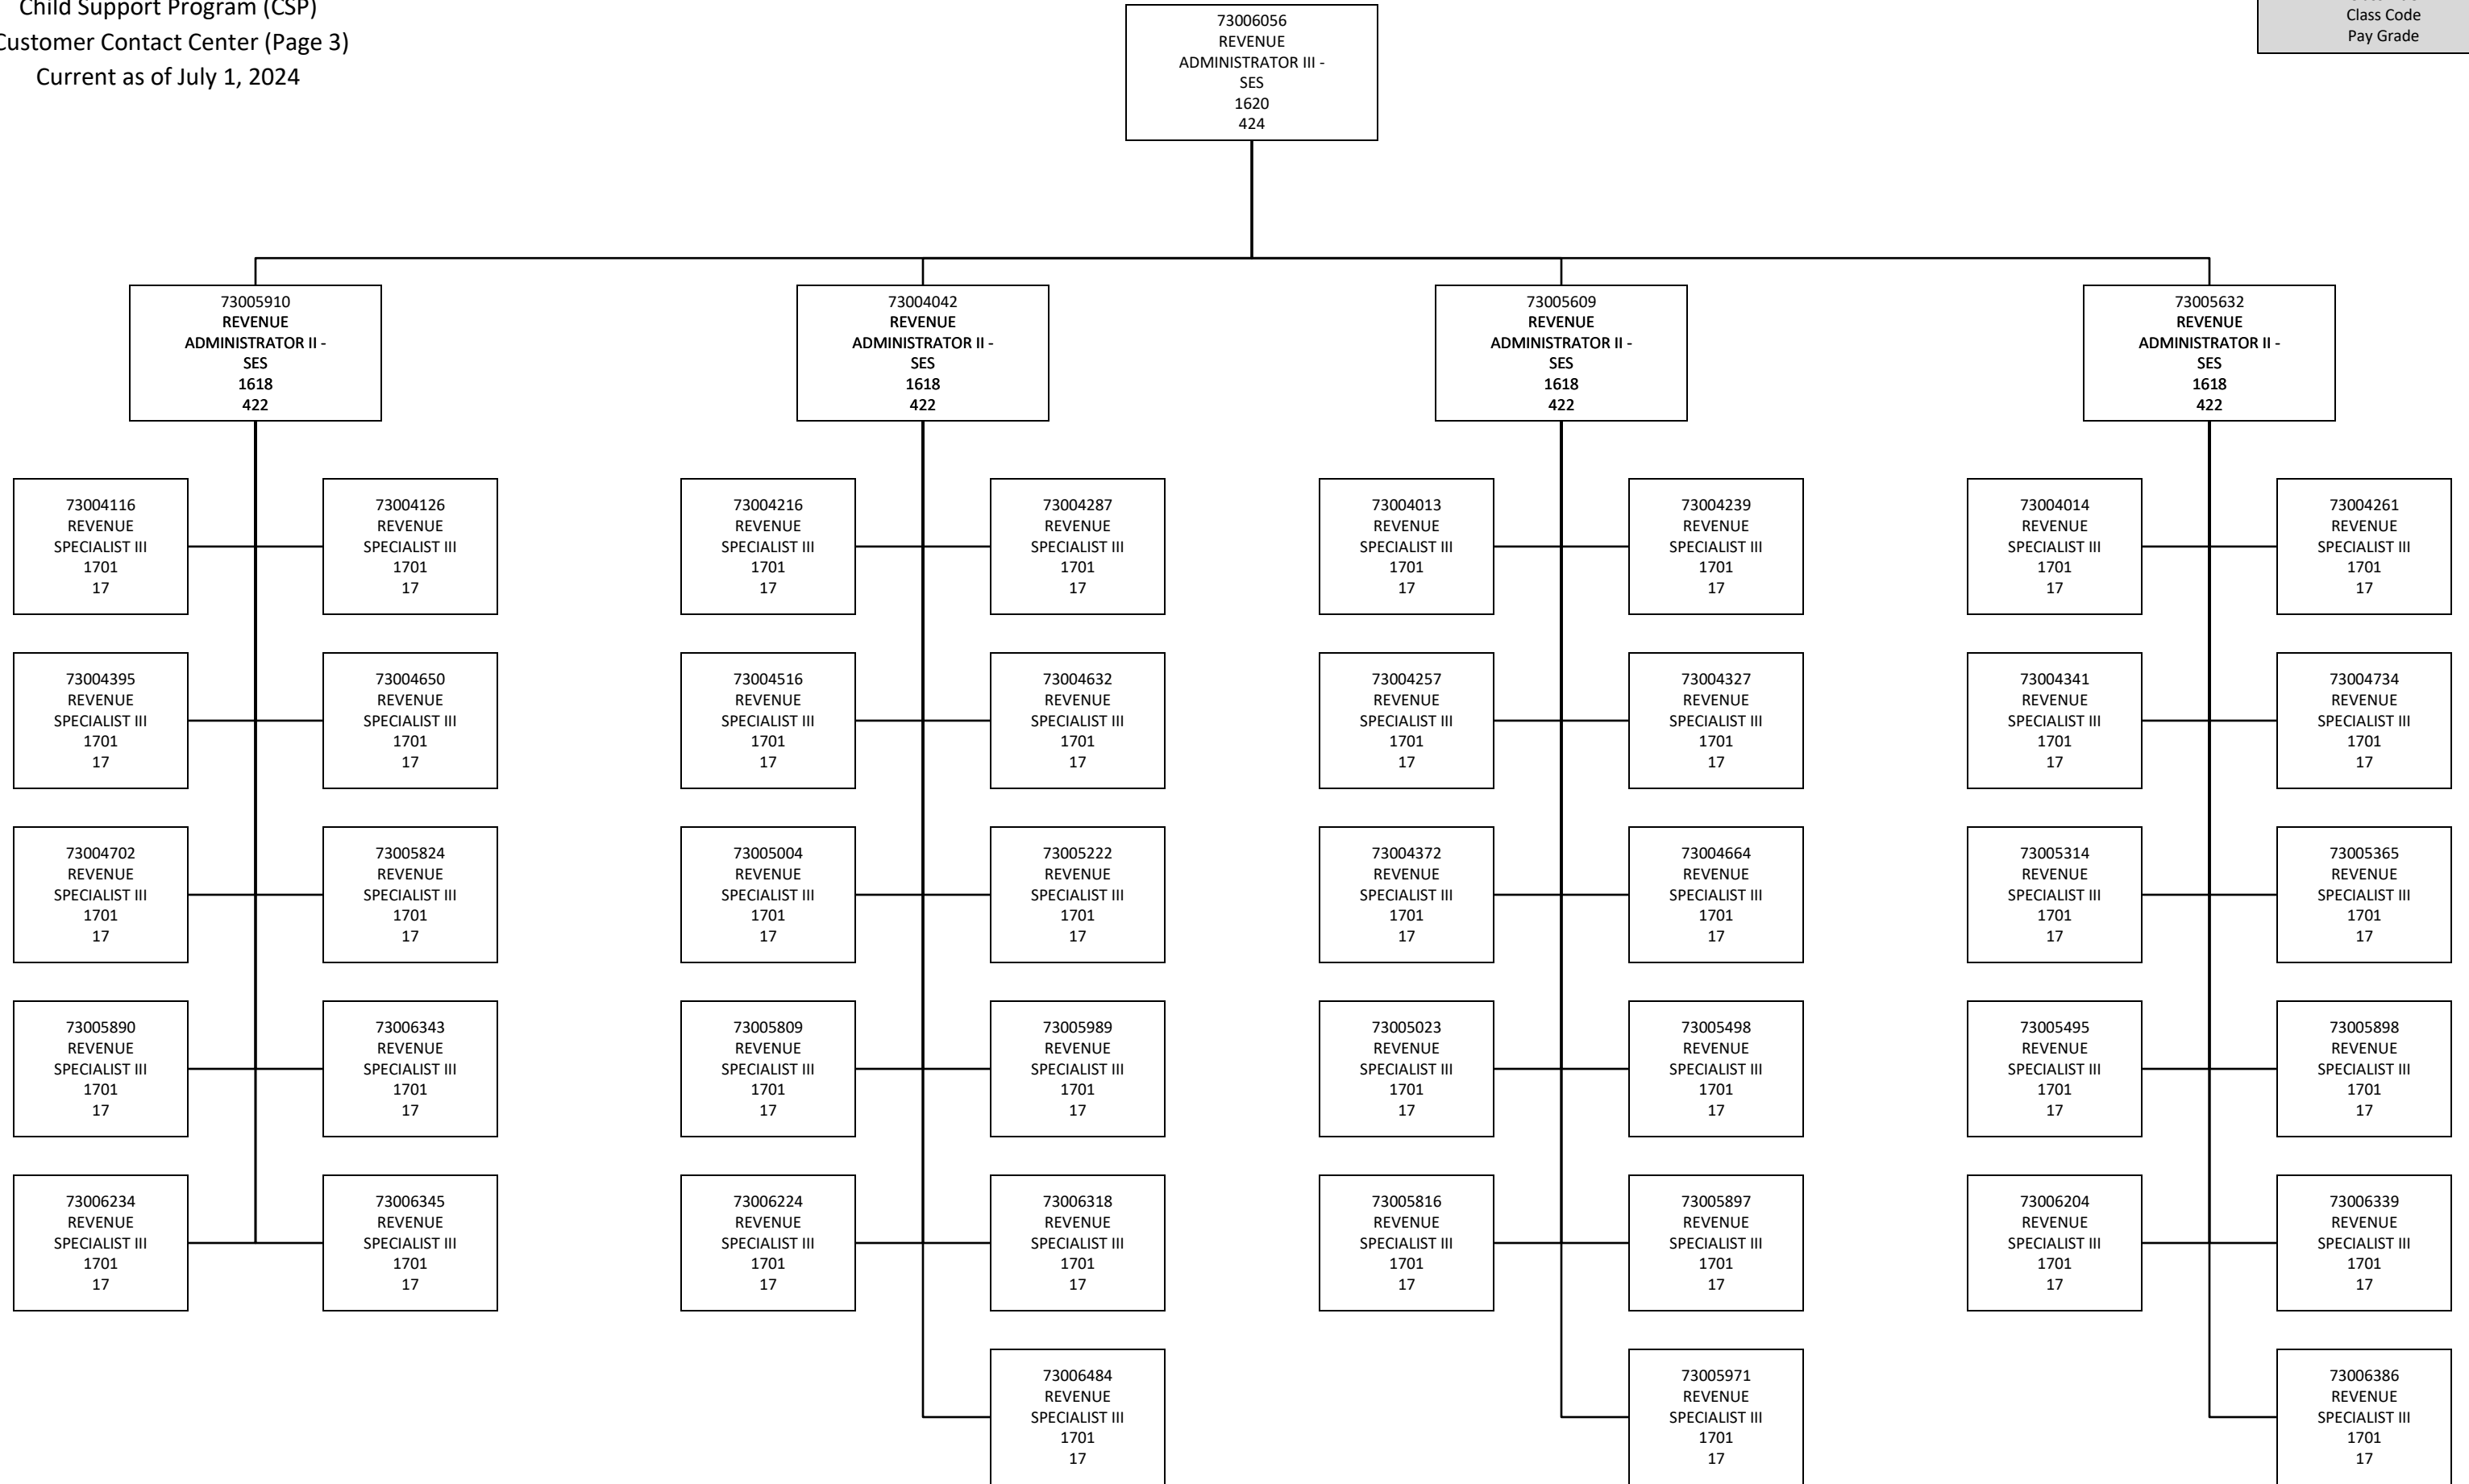 Child Support Program (CSP)
Customer Contact Center (Page 3)
Current as of July 1, 2024
Class Code
Pay Grade
73006056
REVENUE
ADMINISTRATOR III -
SES
1620
424
73005910
REVENUE
ADMINISTRATOR II -
SES
1618
422
73004042
REVENUE
ADMINISTRATOR II -
SES
1618
422
73005609
REVENUE
ADMINISTRATOR II -
SES
1618
422
73005632
REVENUE
ADMINISTRATOR II -
SES
1618
422
73004116
REVENUE
SPECIALIST III
1701
17
73004126
REVENUE
SPECIALIST III
1701
17
73004216
REVENUE
SPECIALIST III
1701
17
73004287
REVENUE
SPECIALIST III
1701
17
73004013
REVENUE
SPECIALIST III
1701
17
73004239
REVENUE
SPECIALIST III
1701
17
73004014
REVENUE
SPECIALIST III
1701
17
73004261
REVENUE
SPECIALIST III
1701
17
73004395
REVENUE
SPECIALIST III
1701
17
73004650
REVENUE
SPECIALIST III
1701
17
73004516
REVENUE
SPECIALIST III
1701
17
73004632
REVENUE
SPECIALIST III
1701
17
73004257
REVENUE
SPECIALIST III
1701
17
73004327
REVENUE
SPECIALIST III
1701
17
73004341
REVENUE
SPECIALIST III
1701
17
73004734
REVENUE
SPECIALIST III
1701
17
73004702
REVENUE
SPECIALIST III
1701
17
73005824
REVENUE
SPECIALIST III
1701
17
73005004
REVENUE
SPECIALIST III
1701
17
73005222
REVENUE
SPECIALIST III
1701
17
73004372
REVENUE
SPECIALIST III
1701
17
73004664
REVENUE
SPECIALIST III
1701
17
73005314
REVENUE
SPECIALIST III
1701
17
73005365
REVENUE
SPECIALIST III
1701
17
73005890
REVENUE
SPECIALIST III
1701
17
73006343
REVENUE
SPECIALIST III
1701
17
73005809
REVENUE
SPECIALIST III
1701
17
73005989
REVENUE
SPECIALIST III
1701
17
73005023
REVENUE
SPECIALIST III
1701
17
73005498
REVENUE
SPECIALIST III
1701
17
73005495
REVENUE
SPECIALIST III
1701
17
73005898
REVENUE
SPECIALIST III
1701
17
73006234
REVENUE
SPECIALIST III
1701
17
73006345
REVENUE
SPECIALIST III
1701
17
73006224
REVENUE
SPECIALIST III
1701
17
73006318
REVENUE
SPECIALIST III
1701
17
73005816
REVENUE
SPECIALIST III
1701
17
73005897
REVENUE
SPECIALIST III
1701
17
73006204
REVENUE
SPECIALIST III
1701
17
73006339
REVENUE
SPECIALIST III
1701
17
73006484
REVENUE
SPECIALIST III
1701
17
73005971
REVENUE
SPECIALIST III
1701
17
73006386
REVENUE
SPECIALIST III
1701
17